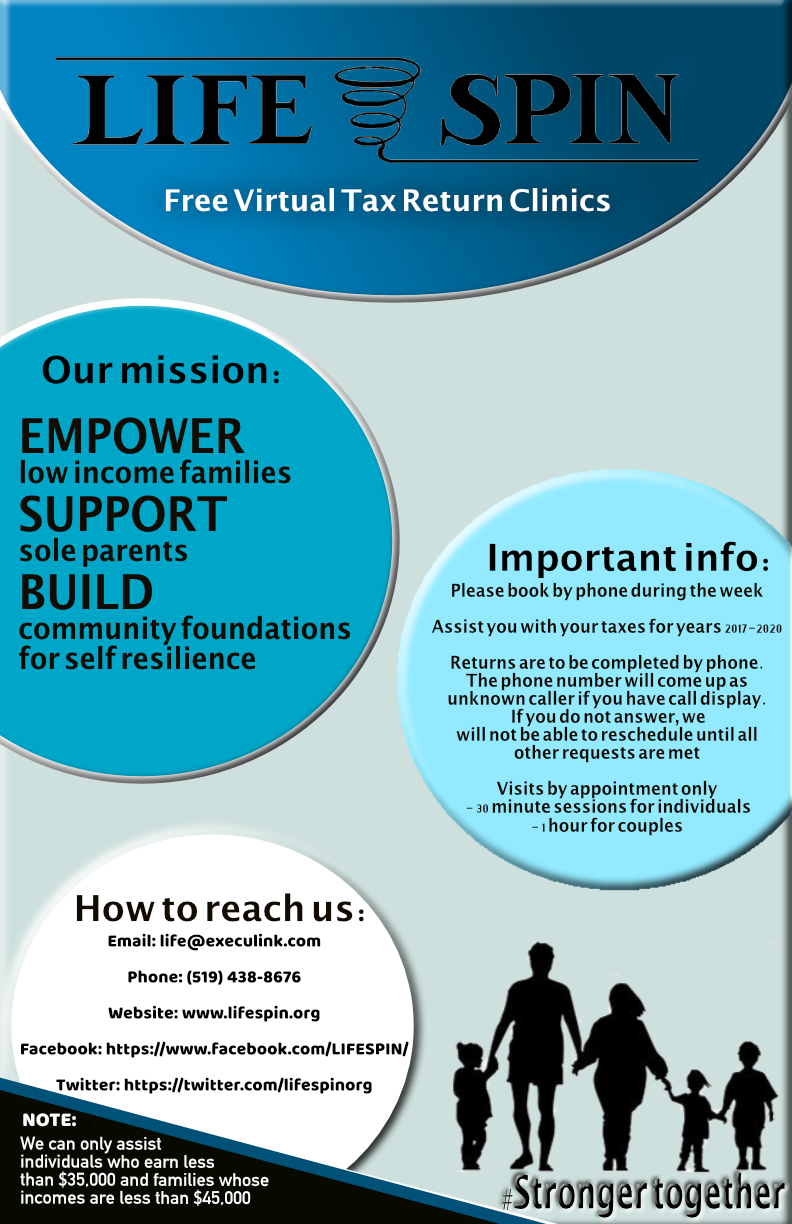 LIFE SPIN
Free Virtual Tax Return Clinics
Our mission:
EMPOWER
low income families
SUPPORT
sole parents
BUILD
community foundations
for self resilience
Important info:
Please book by phone during the week
Assist you with your taxes for years 2017-2020
Returns are to be completed by phone.
The phone number will come up as
unknown caller if you have call display.
If you do not answer, we
will not be able to reschedule until all
other requests are met
Visits by appointment only
- 30 minute sessions for individuals
- 1 hour for couples
How to reach us:
Email: life@execulink.com
Phone: (519) 438-8676
Website: www.lifespin.org
Facebook: https://www.facebook.com/LIFESPIN/
Twitter: https://twitter.com/lifespinorg
NOTE:
We can only assist
individuals who earn less
than $35,000 and families whose
incomes are less than $45,000
#Stronger together